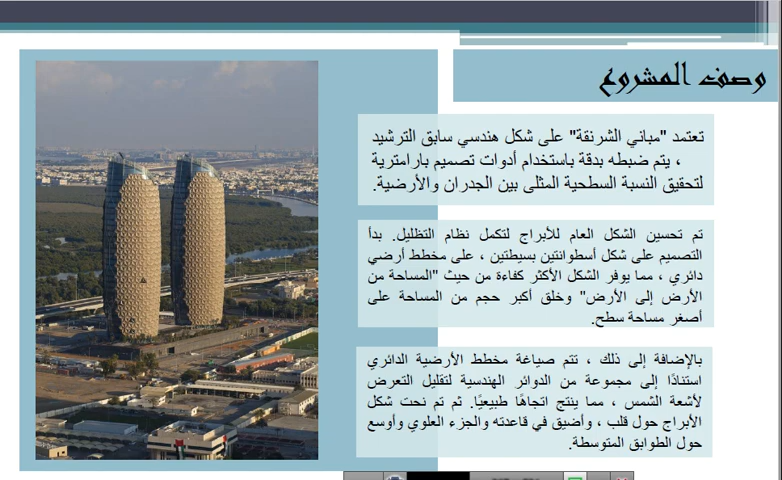 وصف المشروع
تعتمد "مباني الشرنقة" على شكل هندسي سابق الترشيد
، يتم ضبطه بدقة باستخدام أدوات تصميم بارامترية
لتحقيق النسبة السطحية المثلى بين الجدران والأرضية.
تم تحسين الشكل العام للأبراج لتكمل نظام التظليل. بدأ
التصميم على شكل أسطوانتين بسيطتين ، على مخطط أرضي
دائري ، مما يوفر الشكل الأكثر كفاءة من حيث "المساحة من
الأرض إلى الأرض" وخلق أكبر حجم من المساحة على
أصغر مساحة سطح.
بالإضافة إلى ذلك ، تتم صياغة مخطط الأرضية الدائري
استنادًا إلى مجموعة من الدوائر الهندسية لتقليل التعرض
لأشعة الشمس ، مما ينتج اتجاهًا طبيعيًا. ثم تم نحت شكل
الأبراج حول قلب ، وأضيق في قاعدته والجزء العلوي وأوسع
حول الطوابق المتوسطة.